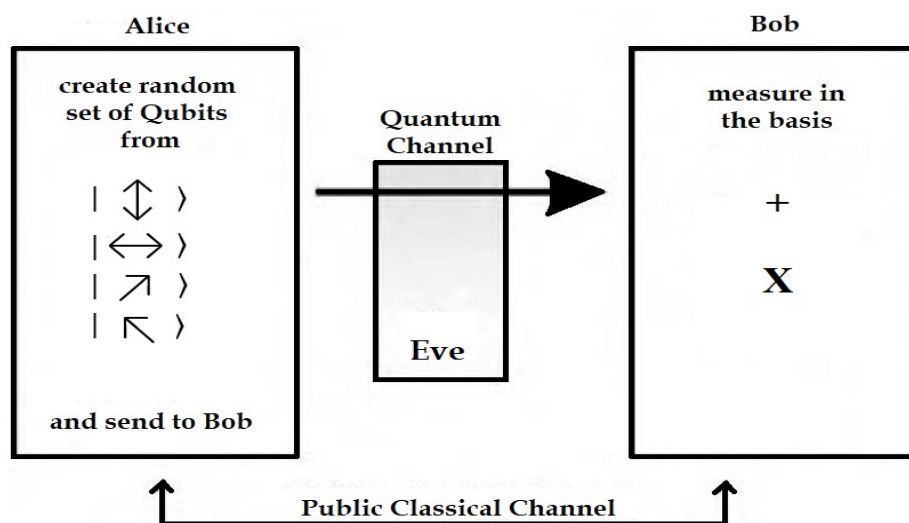 Alice
create random
set of Qubits
from
| ↕ ⟩
| ↔ ⟩
| ↗ ⟩
| ↖ ⟩
and send to Bob
Quantum
Channel
Eve
Bob
measure in
the basis
+
X
Public Classical Channel